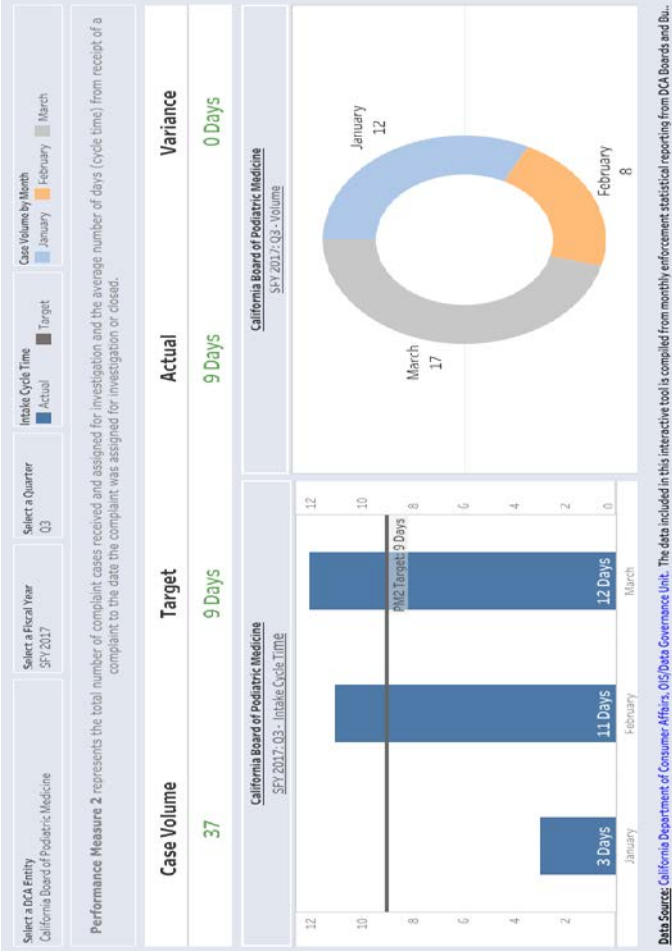 Select a DCA Entity
California Board of Podiatric Medicine
Select a Fiscal Year
SFY 2017
Select a Quarter
Q3
Intake Cycle Time
Actual
Target
Case Volume by Month
January
February
March
Performance Measure 2 represents the total number of complaint cases received and assigned for investigation and the average number of days (cycle time) from receipt of a
complaint to the date the complaint was assigned for investigation or closed.
Case Volume
Target
Actual
Variance
37
9 Days
9 Days
0 Days
California Board of Podiatric Medicine
SFY 2017: Q3 - Intake Cycle Time
12
10
8
6
4
2
PM2 Target: 9 Days
3 Days
11 Days
12 Days
January
February
March
12
10
8
6
4
2
0
California Board of Podiatric Medicine
SFY 2017: Q3 - Volume
January
12
February
8
March
17
Data Source: California Department of Consumer Affairs, OIS/Data Governance Unit. The data included in this interactive tool is compiled from monthly enforcement statistical reporting from DCA Boards and Bu..